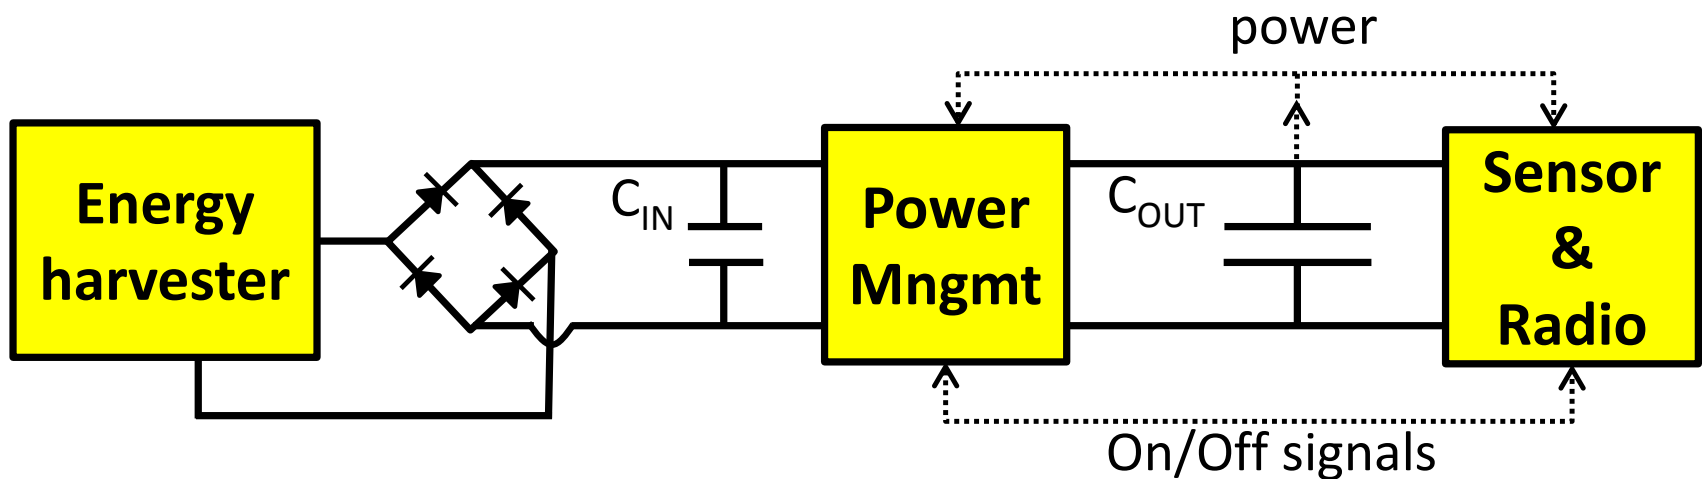 power
Energy
harvester
C_IN
Power
Mngmt
C_OUT
Sensor
&
Radio
On/Off signals